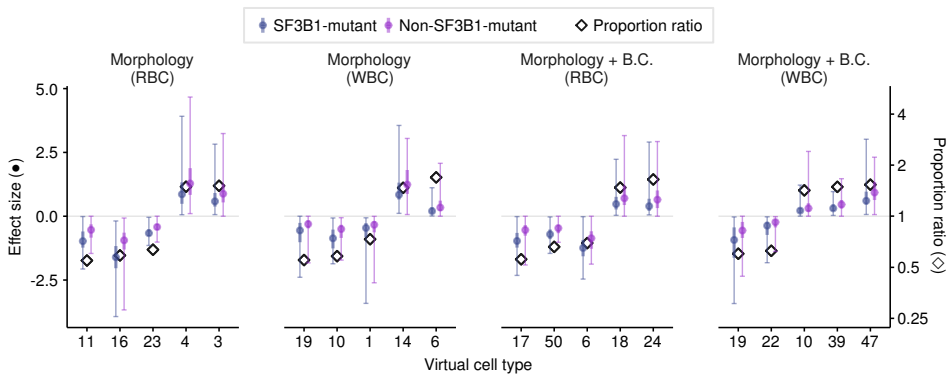 SF3B1-mutant Non-SF3B1-mutant Proportion ratio
Morphology (RBC)
Morphology (WBC)
Morphology + B.C. (RBC)
Morphology + B.C. (WBC)
Effect size (●)
5.0
2.5
0.0
-2.5
11 16 23 4 3
19 10 1 14 6
17 50 6 18 24
19 22 10 39 47
4
2
1
0.5
0.25
Proportion ratio (◇)
Virtual cell type